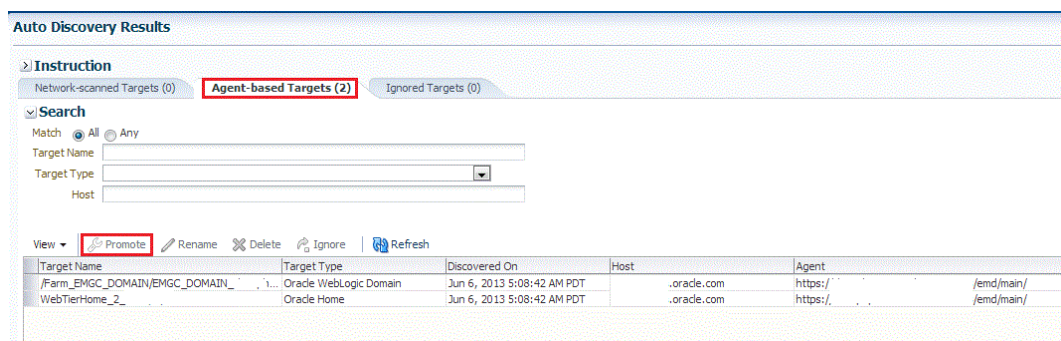 Auto Discovery Results
Instruction
Network-scanned Targets (0) Agent-based Targets (2) Ignored Targets (0)
Search
Match All Any
Target Name
Target Type
Host
View Promote Rename Delete Ignore Refresh
Target Name Target Type Discovered On Host Agent
/Farm_EMGC_DOMAIN/EMGC_DOMAIN_ ... Oracle WebLogic Domain Jun 6, 2013 5:08:42 AM PDT .oracle.com https:/ /emd/main/
WebTierHome_2_ Oracle Home Jun 6, 2013 5:08:42 AM PDT .oracle.com https:/ /emd/main/